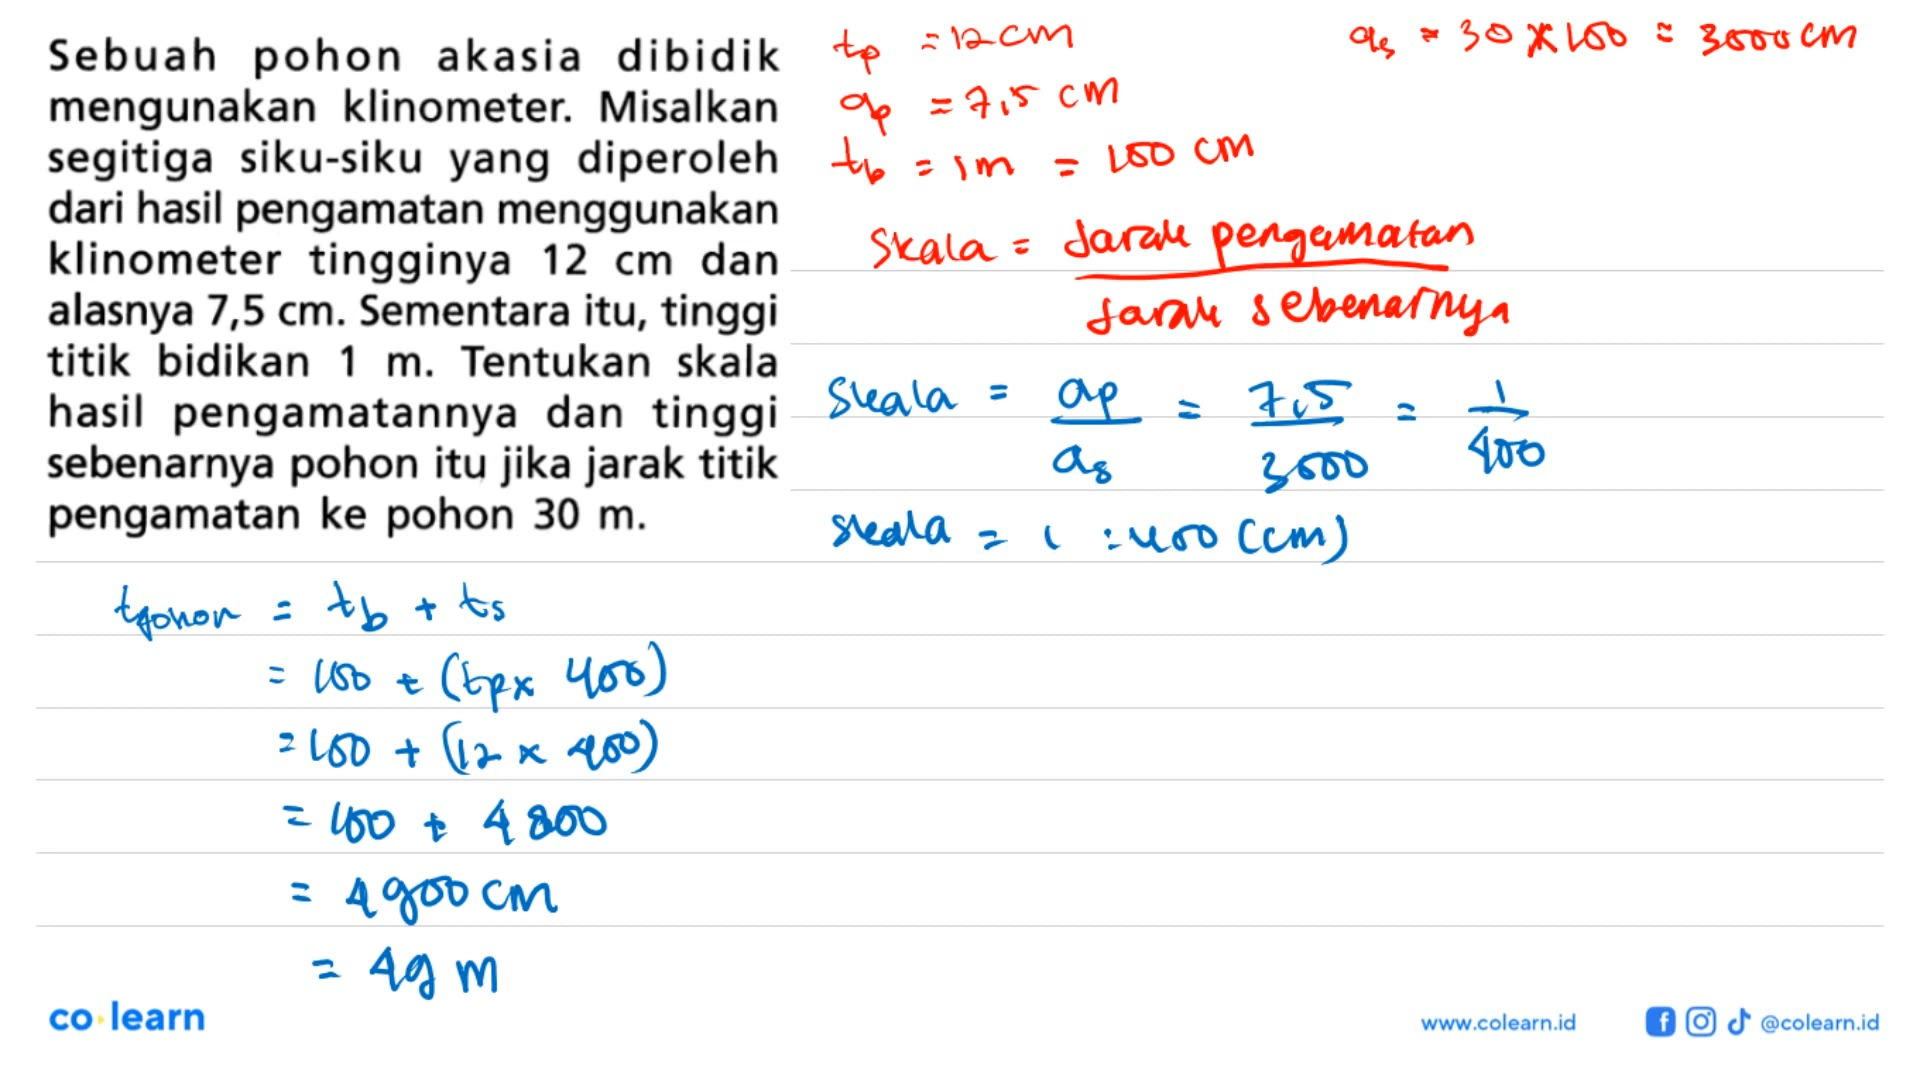 Sebuah pohon akasia dibidik
mengunakan klinometer. Misalkan
segitiga siku-siku yang diperoleh
dari hasil pengamatan menggunakan
klinometer tingginya 12 cm dan
alasnya 7,5 cm. Sementara itu, tinggi
titik bidikan 1 m. Tentukan skala
hasil pengamatannya dan tinggi
sebenarnya pohon itu jika jarak titik
pengamatan ke pohon 30 m.
tp = 12 cm
ap = 7,5 cm
tb = 1 m = 100 cm
as = 30 × 100 = 3000 cm
Skala = Jarak pengamatan / Jarak sebenarnya
Skala = ap / as = 7,5 / 3000 = 1 / 400
skala = 1 : 400 (cm)
tpohon = tb + ts
= 100 + (tp × 400)
= 100 + (12 × 400)
= 100 + 4800
= 4900 cm
= 49 m
co learn
www.colearn.id
@colearn.id